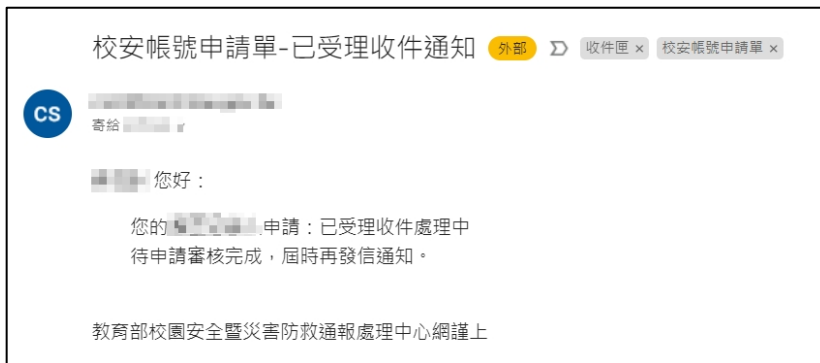 校安帳號申請單-已受理收件通知 外部 收件匣 × 校安帳號申請單 ×
CS
寄給
您好：
您的 申請：已受理收件處理中
待申請審核完成，屆時再發信通知。
教育部校園安全暨災害防救通報處理中心網謹上